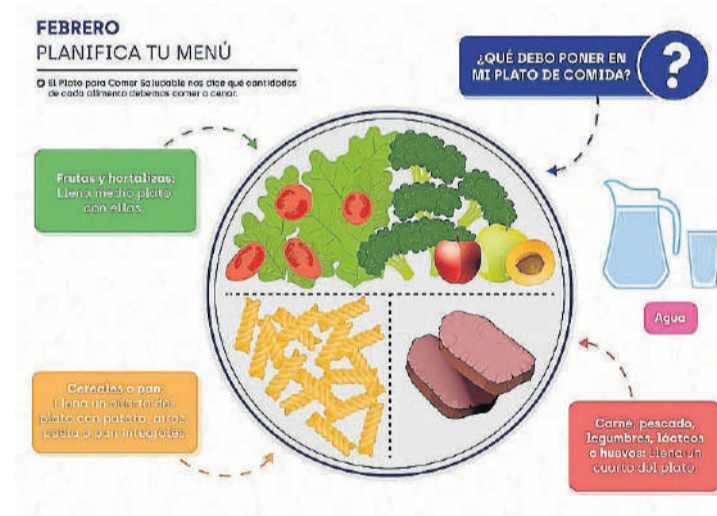 FEBRERO
PLANIFICA TU MENÚ
El Plato para Comer Saludable nos dice qué cantidades
de cada alimento debemos comer o cenar.
¿QUÉ DEBO PONER EN
MI PLATO DE COMIDA?
?
Frutas y hortalizas:
Llena medio plato
con ellas.
Agua
Cereales o pan:
Llena un cuarto del
plato con patata, arroz,
pasta o pan integrales.
Carne, pescado,
legumbres, lácteos
o huevos: Llena un
cuarto del plato.